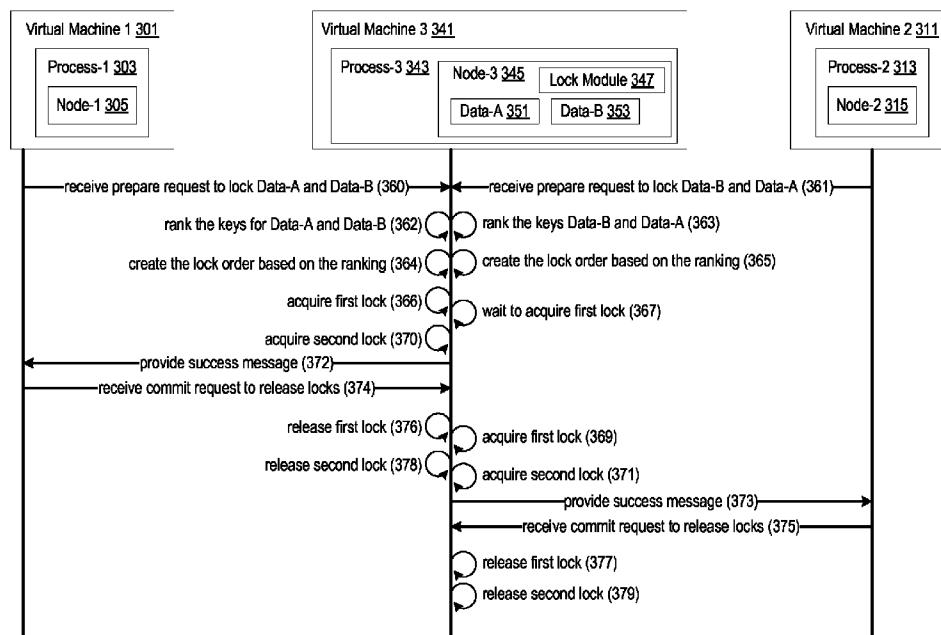 Virtual Machine 1 301
Process-1 303
Node-1 305
Virtual Machine 3 341
Process-3 343
Node-3 345
Lock Module 347
Data-A 351
Data-B 353
Virtual Machine 2 311
Process-2 313
Node-2 315
receive prepare request to lock Data-A and Data-B (360)
receive prepare request to lock Data-B and Data-A (361)
rank the keys for Data-A and Data-B (362)
rank the keys Data-B and Data-A (363)
create the lock order based on the ranking (364)
create the lock order based on the ranking (365)
acquire first lock (366)
wait to acquire first lock (367)
acquire second lock (370)
provide success message (372)
receive commit request to release locks (374)
release first lock (376)
acquire first lock (369)
release second lock (378)
acquire second lock (371)
provide success message (373)
receive commit request to release locks (375)
release first lock (377)
release second lock (379)